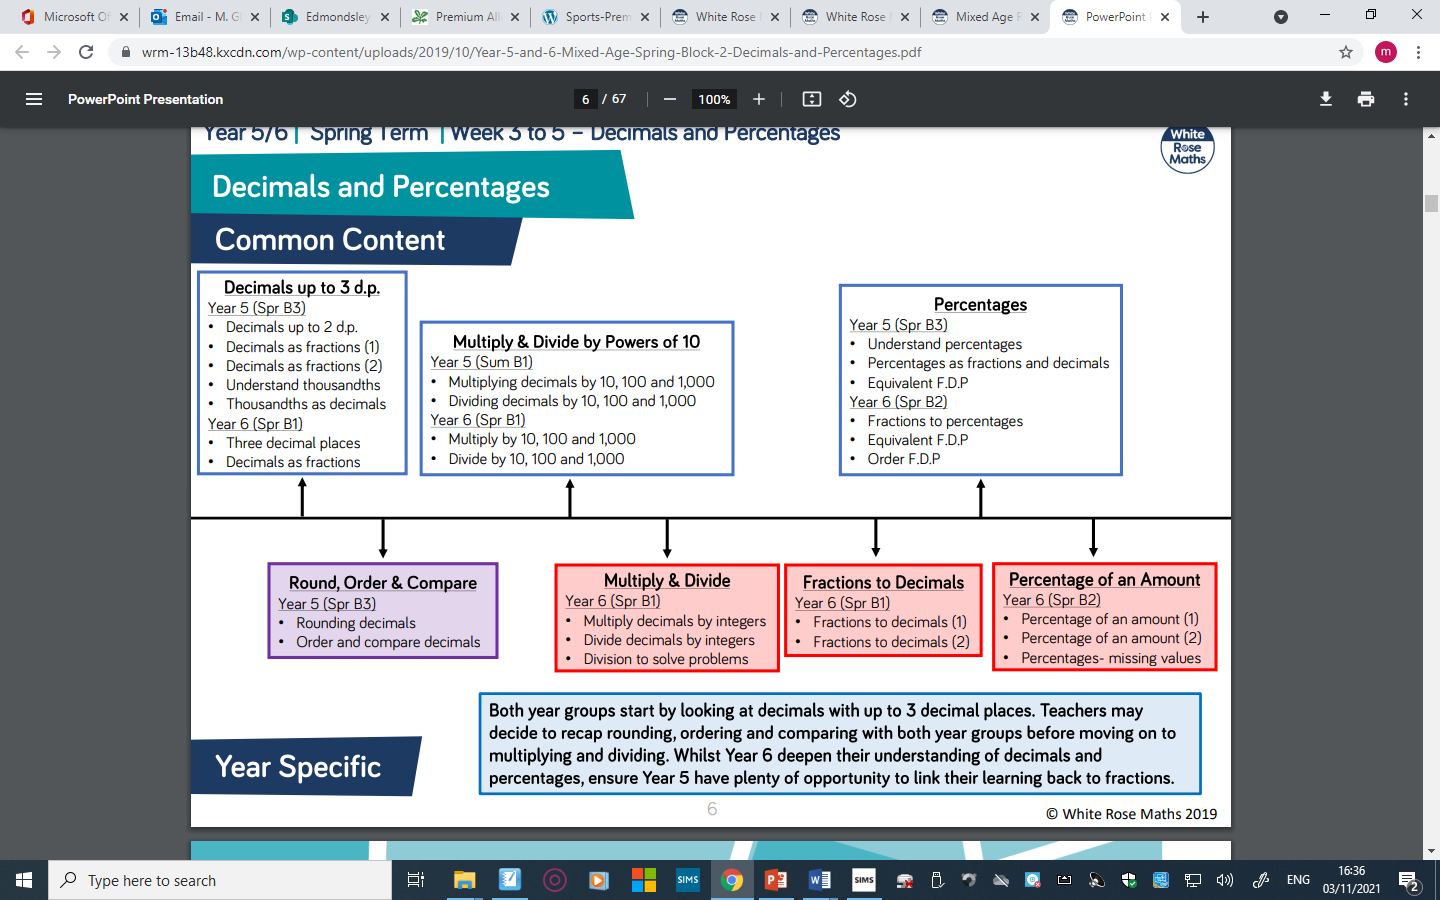 Microsoft Of
Email - M. Gl
Edmondsley
Premium All
Sports-Prem
White Rose
White Rose
Mixed Age F
PowerPoint
wrm-13b48.kxcdn.com/wp-content/uploads/2019/10/Year-5-and-6-Mixed-Age-Spring-Block-2-Decimals-and-Percentages.pdf
m
PowerPoint Presentation
6 / 67
100%
Year 5/6 | Spring Term | Week 3 to 5 – Decimals and Percentages
White
Rose
Maths
Decimals and Percentages
Common Content
Decimals up to 3 d.p.
Year 5 (Spr B3)
• Decimals up to 2 d.p.
• Decimals as fractions (1)
• Decimals as fractions (2)
• Understand thousandths
• Thousandths as decimals
Year 6 (Spr B1)
• Three decimal places
• Decimals as fractions
Multiply & Divide by Powers of 10
Year 5 (Sum B1)
• Multiplying decimals by 10, 100 and 1,000
• Dividing decimals by 10, 100 and 1,000
Year 6 (Spr B1)
• Multiply by 10, 100 and 1,000
• Divide by 10, 100 and 1,000
Percentages
Year 5 (Spr B3)
• Understand percentages
• Percentages as fractions and decimals
• Equivalent F.D.P
Year 6 (Spr B2)
• Fractions to percentages
• Equivalent F.D.P
• Order F.D.P
Round, Order & Compare
Year 5 (Spr B3)
• Rounding decimals
• Order and compare decimals
Multiply & Divide
Year 6 (Spr B1)
• Multiply decimals by integers
• Divide decimals by integers
• Division to solve problems
Fractions to Decimals
Year 6 (Spr B1)
• Fractions to decimals (1)
• Fractions to decimals (2)
Percentage of an Amount
Year 6 (Spr B2)
• Percentage of an amount (1)
• Percentage of an amount (2)
• Percentages- missing values
Year Specific
Both year groups start by looking at decimals with up to 3 decimal places. Teachers may
decide to recap rounding, ordering and comparing with both year groups before moving on to
multiplying and dividing. Whilst Year 6 deepen their understanding of decimals and
percentages, ensure Year 5 have plenty of opportunity to link their learning back to fractions.
6
© White Rose Maths 2019
Type here to search
SIMS
SIMS
ENG
16:36
03/11/2021
2